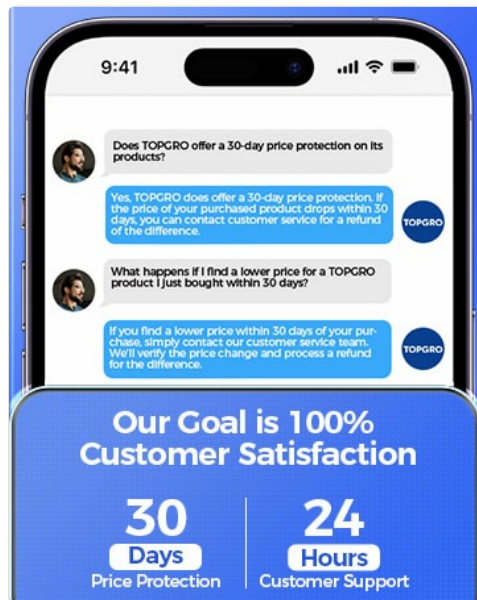 9:41
Does TOPGRO offer a 30-day price protection on its
products?
Yes, TOPGRO does offer a 30-day price protection. If
the price of your purchased product drops within 30
days, you can contact customer service for a refund
of the difference.
TOPGRO
What happens if I find a lower price for a TOPGRO
product I just bought within 30 days?
If you find a lower price within 30 days of your pur-
chase, simply contact our customer service team.
We'll verify the price change and process a refund
for the difference.
TOPGRO
Our Goal is 100%
Customer Satisfaction
30
Days
Price Protection
24
Hours
Customer Support